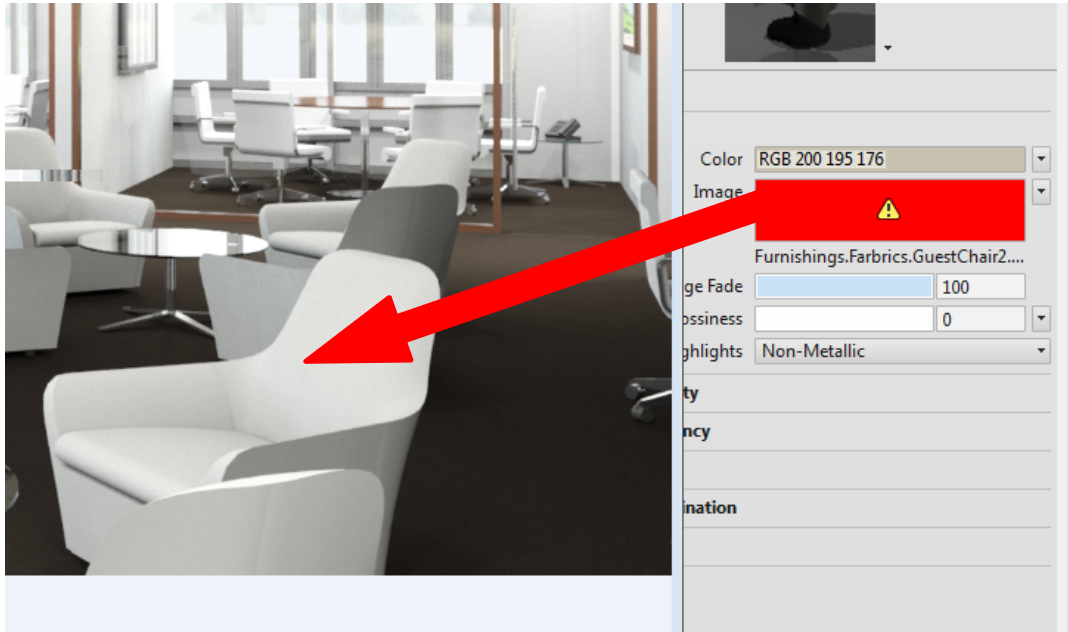 Color RGB 200 195 176
Image
Furnishings.Farbrics.GuestChair2....
ge Fade 100
ossiness 0
ghlights Non-Metallic
ty
ncy
ination